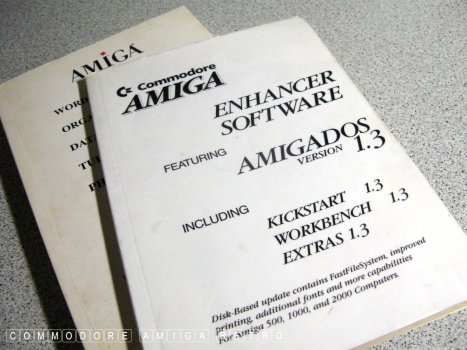 AMIGA
WOR
ORG
DAT
TU
PH
Commodore
AMIGA
ENHANCER
SOFTWARE
FEATURING AMIGADOS
VERSION 1.3
INCLUDING KICKSTART 1.3
WORKBENCH 1.3
EXTRAS 1.3
Disk-Based update contains FastFileSystem, improved
printing, additional fonts and more capabilities
for Amiga 500, 1000, and 2000 Computers.
COMMODORE AMIGA RETRO